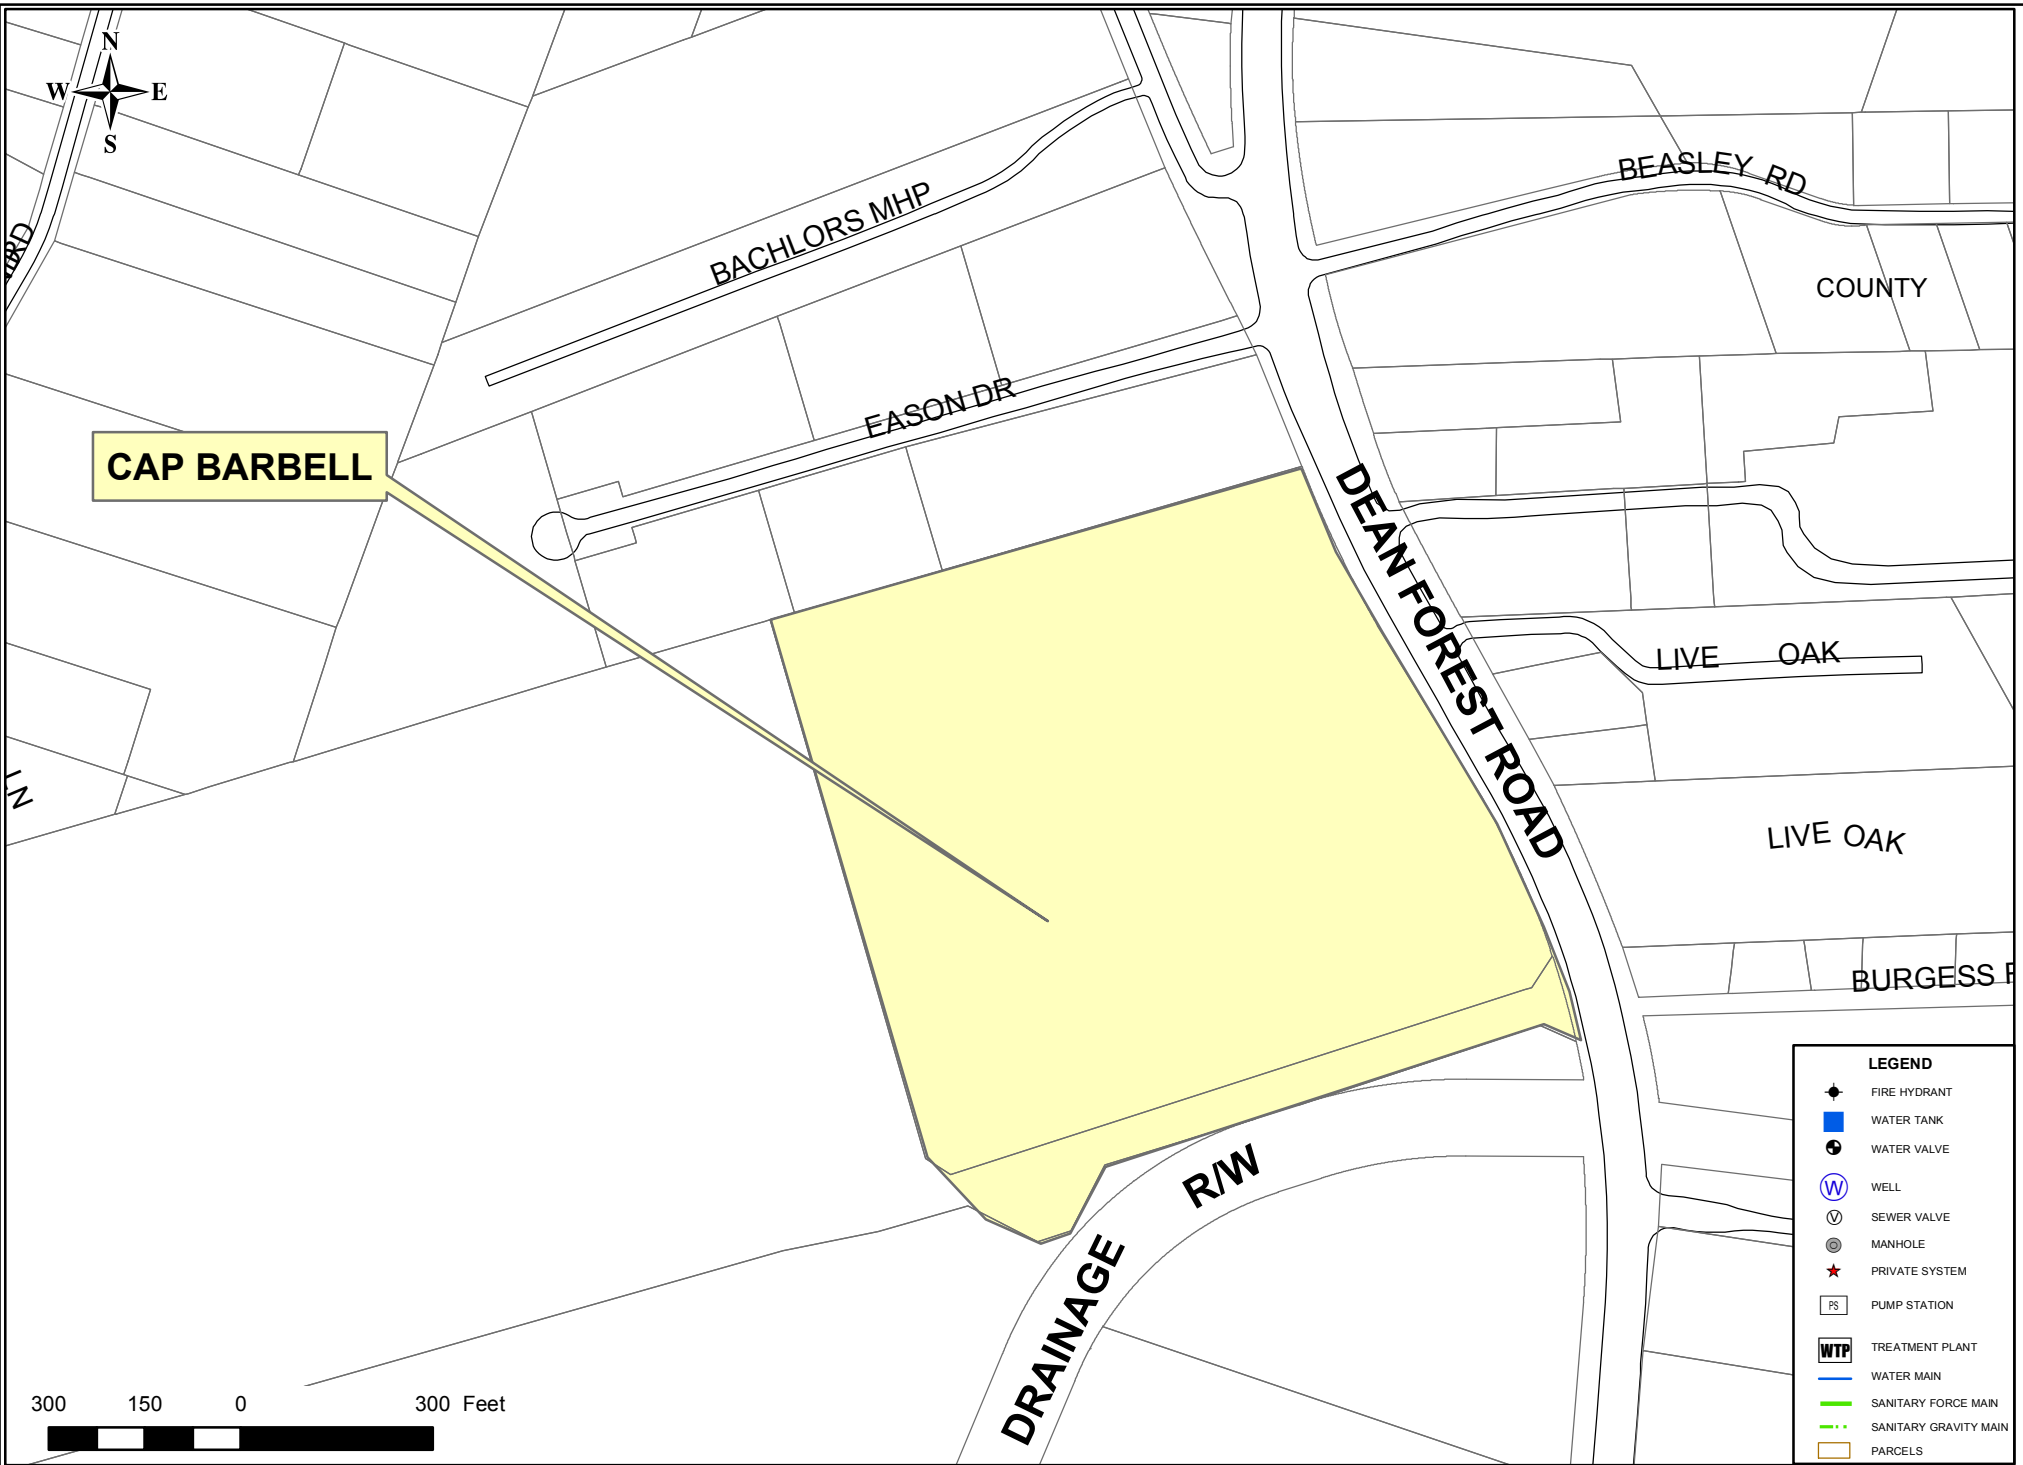 N
W E
S
BEASLEY RD
BACHLORS MHP
COUNTY
EASON DR
CAP BARBELL
DEAN FOREST ROAD
LIVE OAK
LN
LIVE OAK
BURGESS
R/W
DRAINAGE
300 150 0 300 Feet
LEGEND
FIRE HYDRANT
WATER TANK
WATER VALVE
W WELL
V SEWER VALVE
MANHOLE
PRIVATE SYSTEM
PS PUMP STATION
WTP TREATMENT PLANT
WATER MAIN
SANITARY FORCE MAIN
SANITARY GRAVITY MAIN
PARCELS